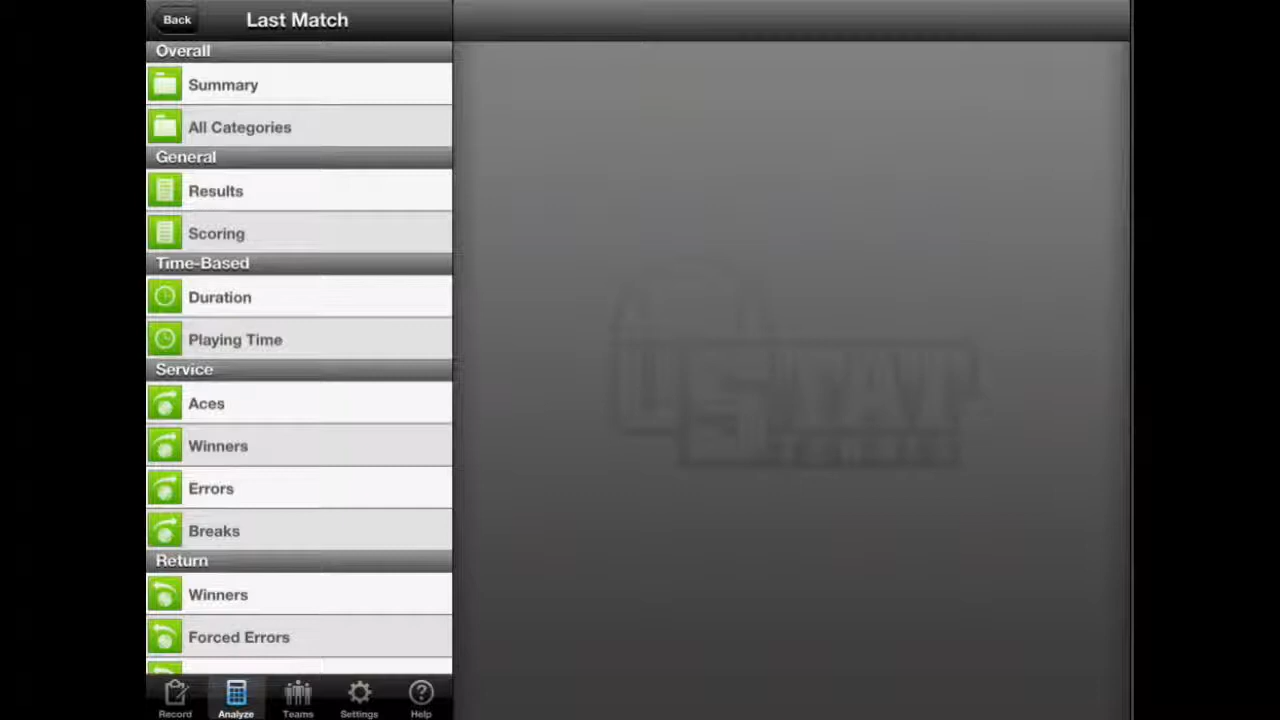 Back
Last Match
Overall
Summary
All Categories
General
Results
Scoring
Time-Based
Duration
Playing Time
Service
Aces
Winners
Errors
Breaks
Return
Winners
Forced Errors
Record
Analyze
Teams
Settings
Help